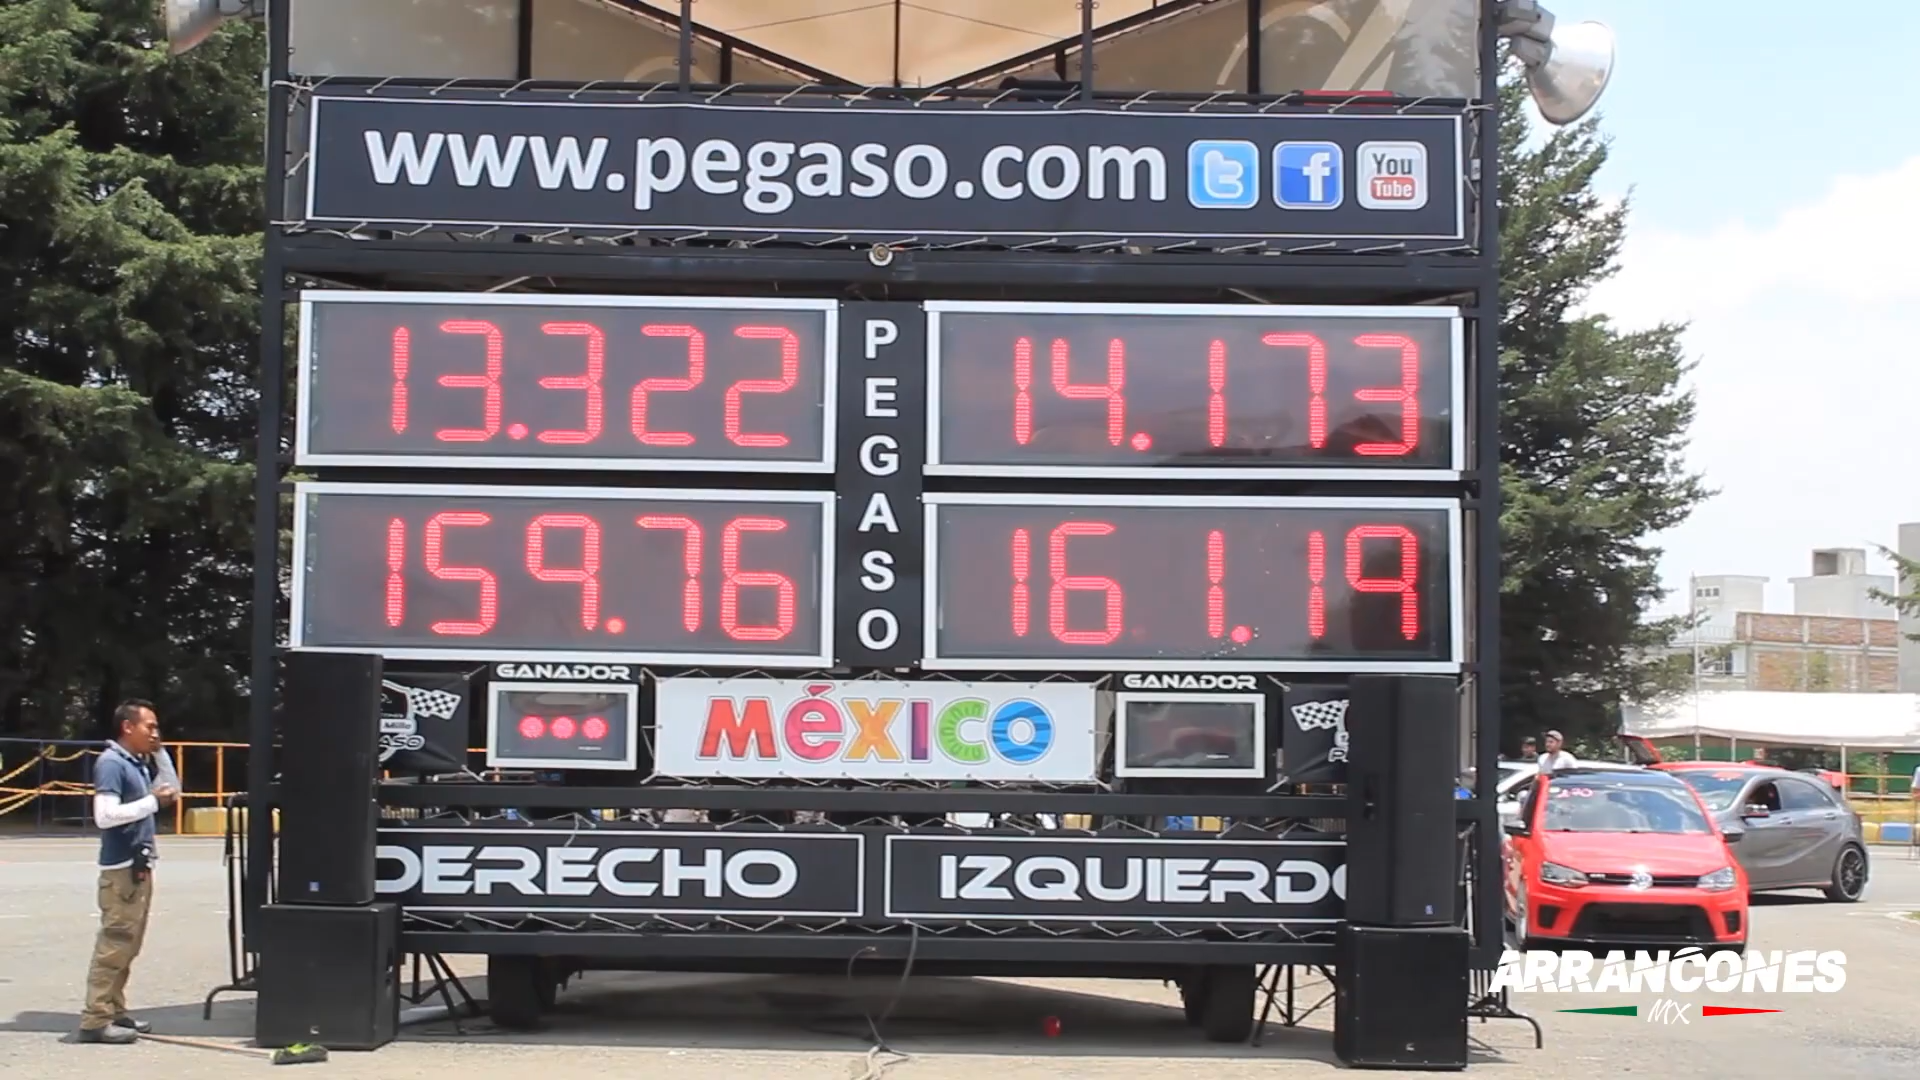 www.pegaso.com
You
Tube
13.322
14.173
PEGASO
159.76
161.19
GANADOR
GANADOR
MÉXICO
DERECHO
IZQUIERDO
ARRANCONES
MX